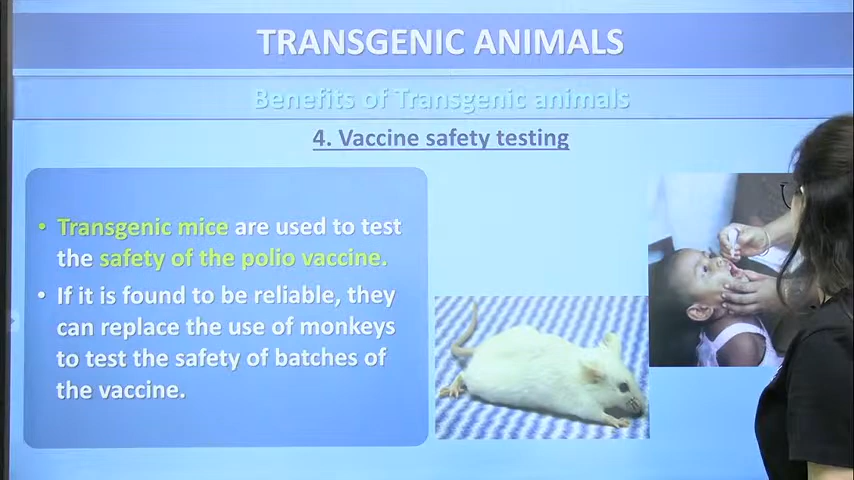 TRANSGENIC ANIMALS
Benefits of Transgenic animals
4. Vaccine safety testing
• Transgenic mice are used to test
the safety of the polio vaccine.
• If it is found to be reliable, they
can replace the use of monkeys
to test the safety of batches of
the vaccine.